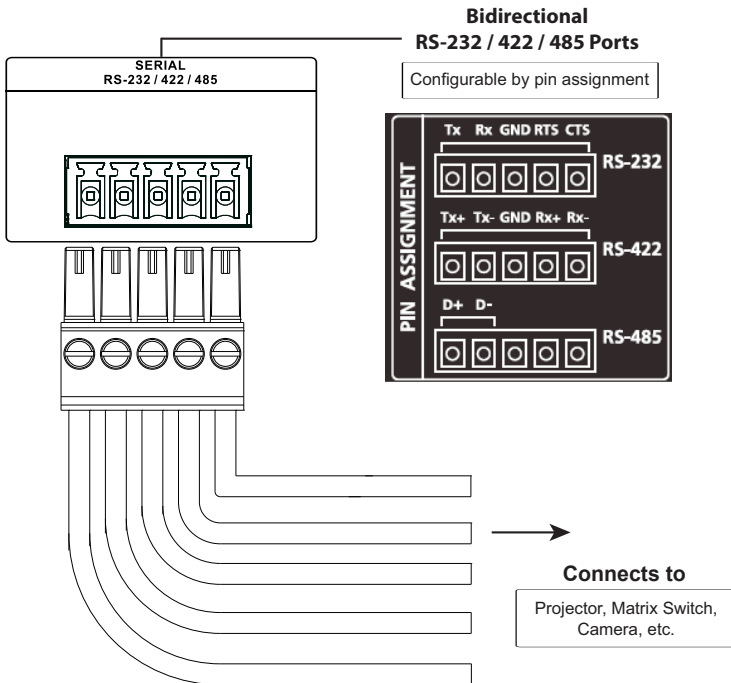 Bidirectional
RS-232 / 422 / 485 Ports
Configurable by pin assignment
SERIAL
RS-232 / 422 / 485
PIN ASSIGNMENT
Tx Rx GND RTS CTS
RS-232
Tx+ Tx- GND Rx+ Rx-
RS-422
D+ D-
RS-485
Connects to
Projector, Matrix Switch,
Camera, etc.